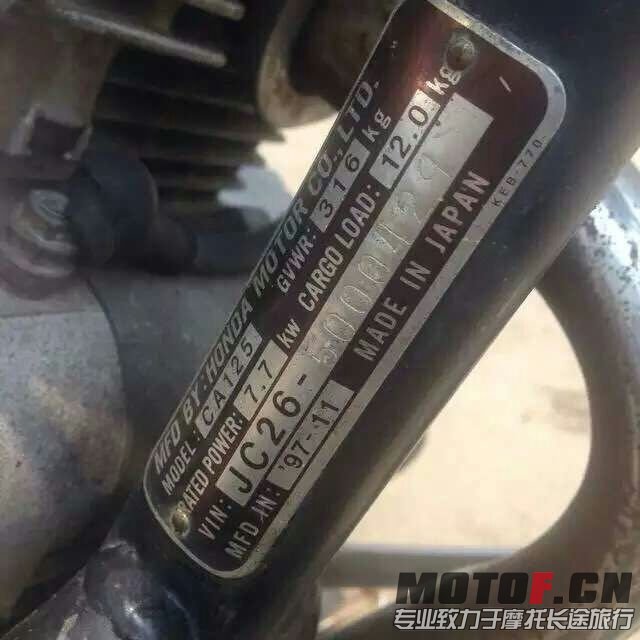 MFD BY:HONDA MOTOR CO.,LTD.
MODEL: CA125 GVWR: 316 kg
RATED POWER: 7.7 kw CARGO LOAD: 12.0 kg
VIN: JC26-5000429
MFD IN: '97-11 MADE IN JAPAN
KEB-770
MOTOF.CN
专业致力于摩托长途旅行